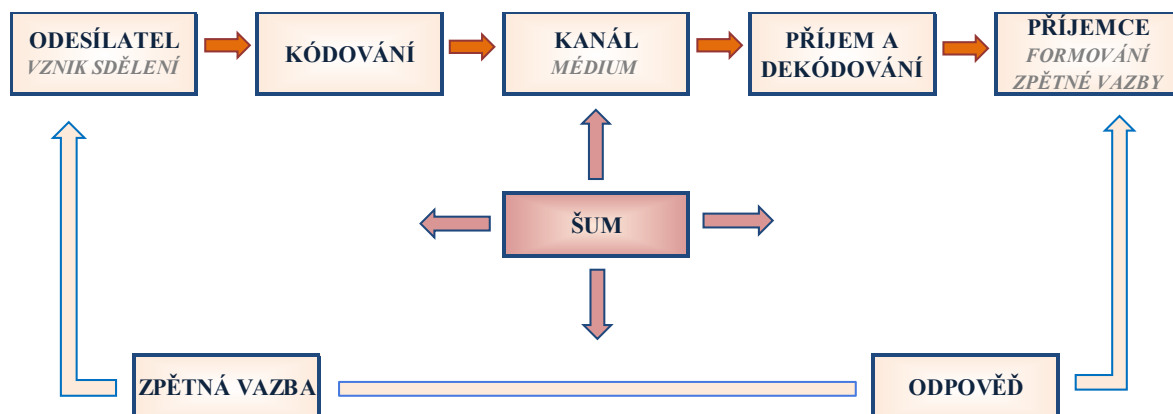 ODESÍLATEL
VZNIK SDĚLENÍ
KÓDOVÁNÍ
KANÁL
MÉDIUM
PŘÍJEM A
DEKÓDOVÁNÍ
PŘÍJEMCE
FORMOVÁNÍ
ZPĚTNÉ VAZBY
ŠUM
ZPĚTNÁ VAZBA
ODPOVĚĎ